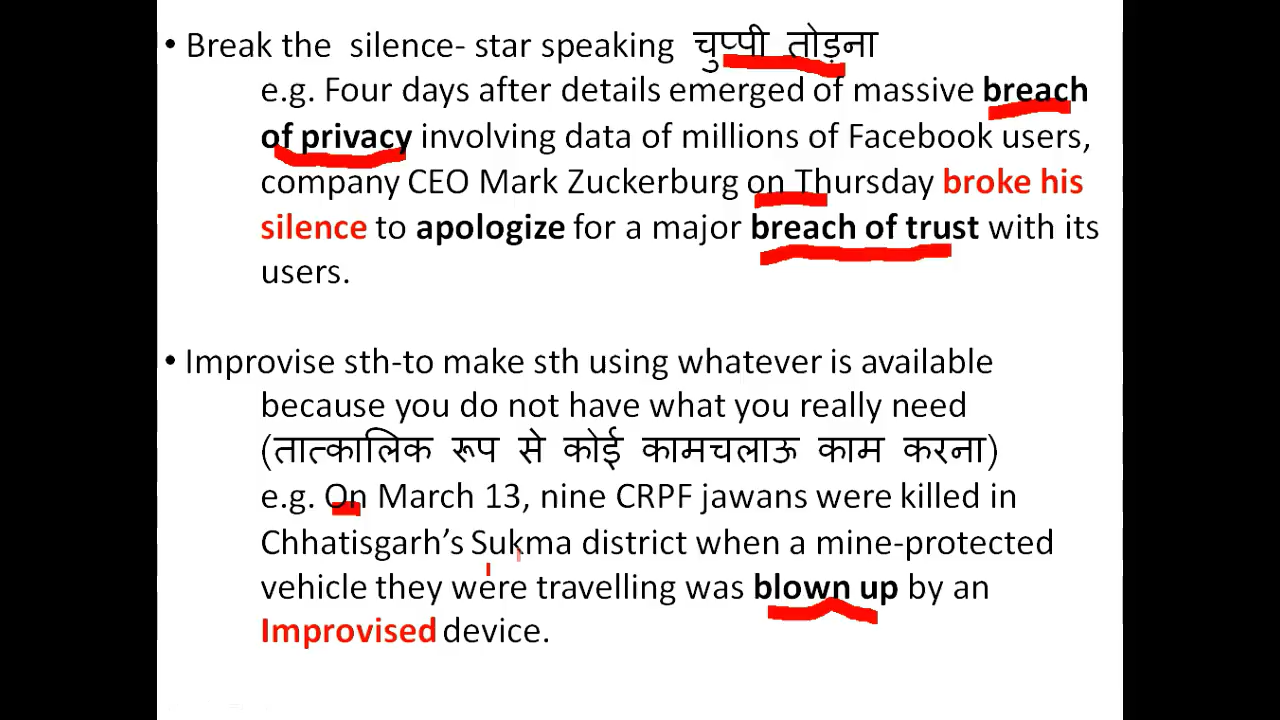 • Break the silence- star speaking चुप्पी तोड़ना
e.g. Four days after details emerged of massive breach
of privacy involving data of millions of Facebook users,
company CEO Mark Zuckerburg on Thursday broke his
silence to apologize for a major breach of trust with its
users.
• Improvise sth-to make sth using whatever is available
because you do not have what you really need
(तात्कालिक रूप से कोई कामचलाऊ काम करना)
e.g. On March 13, nine CRPF jawans were killed in
Chhatisgarh's Sukma district when a mine-protected
vehicle they were travelling was blown up by an
Improvised device.